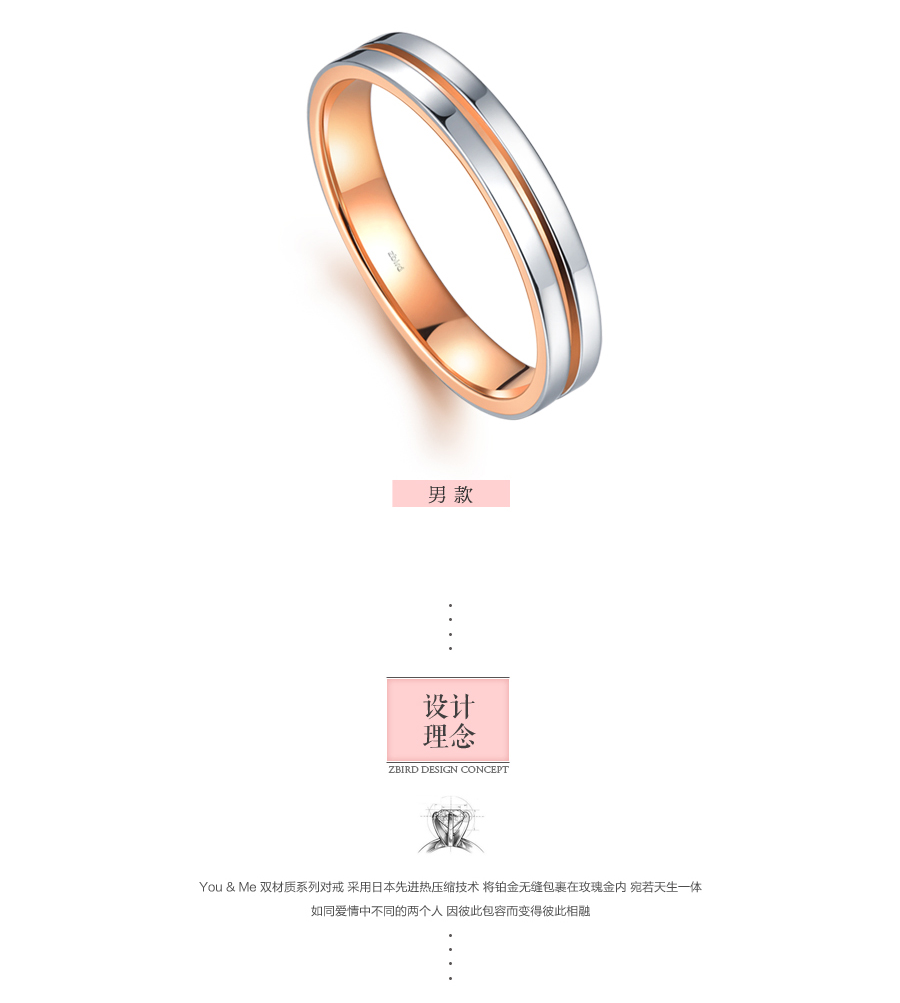 zbird
男款
设计
理念
ZBIRD DESIGN CONCEPT
You & Me 双材质系列对戒 采用日本先进热压缩技术 将铂金无缝包裹在玫瑰金内 宛若天生一体
如同爱情中不同的两个人 因彼此包容而变得彼此相融